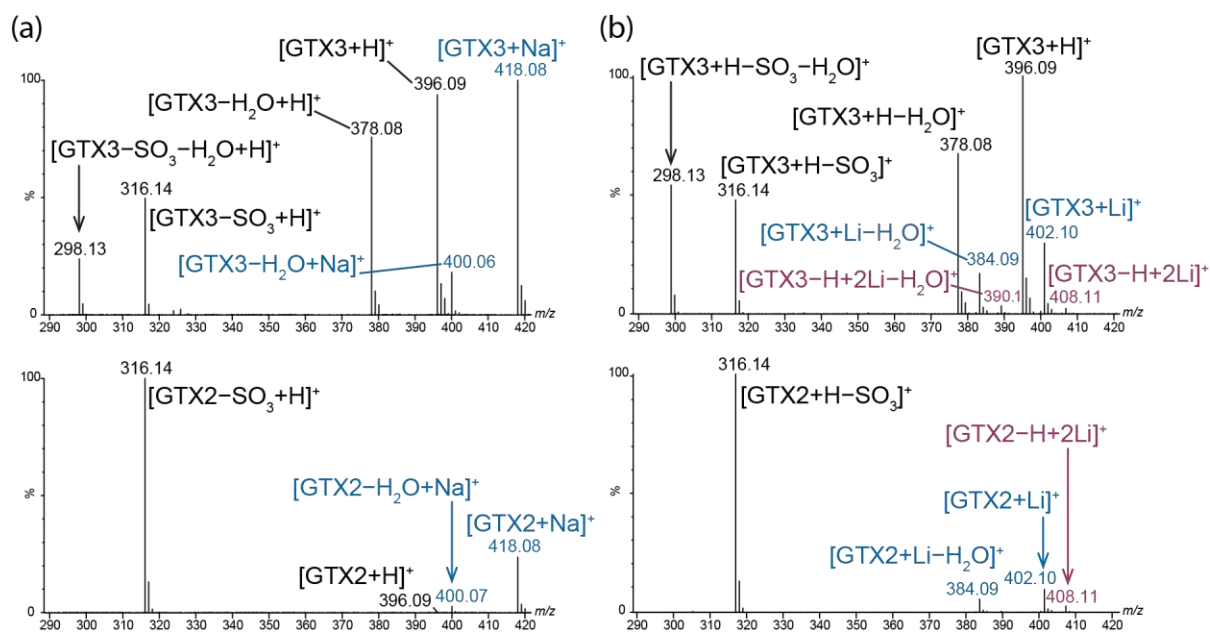 (a)
[GTX3+H]⁺
[GTX3+Na]⁺
418.08
100
396.09
[GTX3−H₂O+H]⁺
378.08
[GTX3−SO₃−H₂O+H]⁺
316.14
%
[GTX3−SO₃+H]⁺
298.13
[GTX3−H₂O+Na]⁺
400.06
0
290 300 310 320 330 340 350 360 370 380 390 400 410 420 m/z
(b)
[GTX3+H]⁺
396.09
[GTX3+H−SO₃−H₂O]⁺
100
[GTX3+H−H₂O]⁺
378.08
298.13
[GTX3+H−SO₃]⁺
316.14
%
[GTX3+Li]⁺
402.10
[GTX3+Li−H₂O]⁺
384.09
[GTX3−H+2Li−H₂O]⁺
390.1
[GTX3−H+2Li]⁺
408.11
0
290 300 310 320 330 340 350 360 370 380 390 400 410 420 m/z
316.14
100
[GTX2−SO₃+H]⁺
%
[GTX2−H₂O+Na]⁺
[GTX2+Na]⁺
418.08
[GTX2+H]⁺
396.09
400.07
0
290 300 310 320 330 340 350 360 370 380 390 400 410 420 m/z
316.14
100
[GTX2+H−SO₃]⁺
[GTX2−H+2Li]⁺
%
[GTX2+Li]⁺
[GTX2+Li−H₂O]⁺
402.10
384.09
408.11
0
290 300 310 320 330 340 350 360 370 380 390 400 410 420 m/z